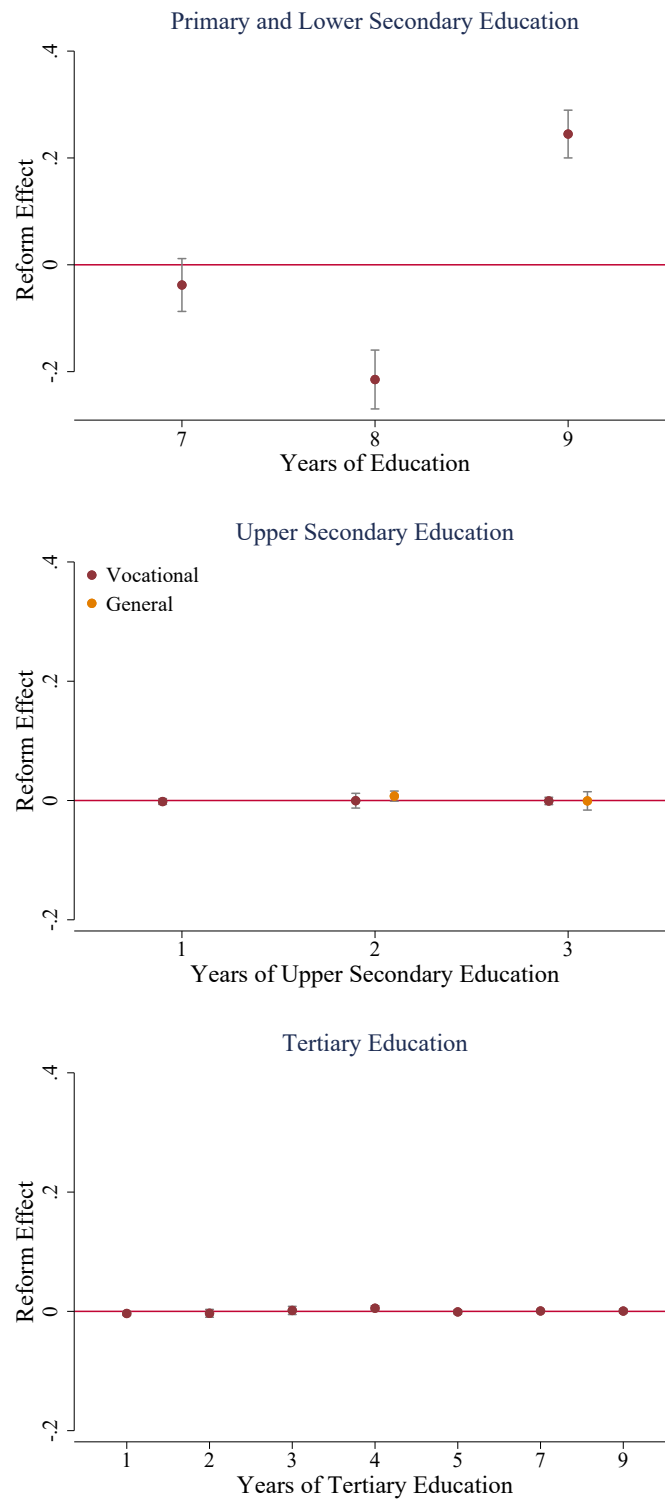 Primary and Lower Secondary Education
.4
.2
0
-.2
Reform Effect
7 8 9
Years of Education
Upper Secondary Education
Vocational
General
.4
.2
0
-.2
Reform Effect
1 2 3
Years of Upper Secondary Education
Tertiary Education
.4
.2
0
-.2
Reform Effect
1 2 3 4 5 7 9
Years of Tertiary Education